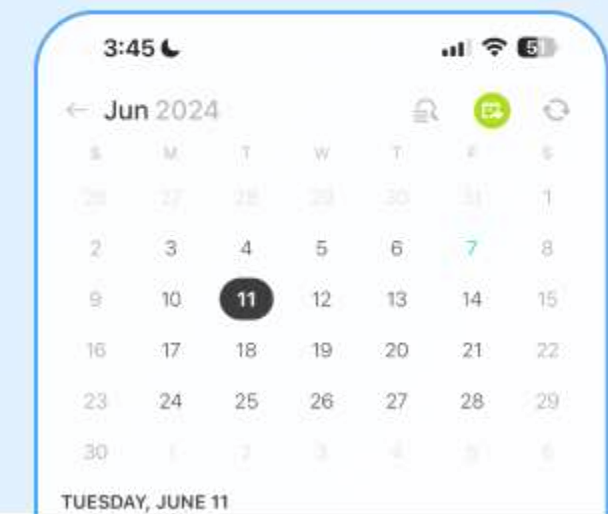 3:45 5
Jun 2024
S M T W T F S
26 27 28 29 30 31 1
2 3 4 5 6 7 8
9 10 11 12 13 14 15
16 17 18 19 20 21 22
23 24 25 26 27 28 29
30 1 2 3 4 5 6
TUESDAY, JUNE 11